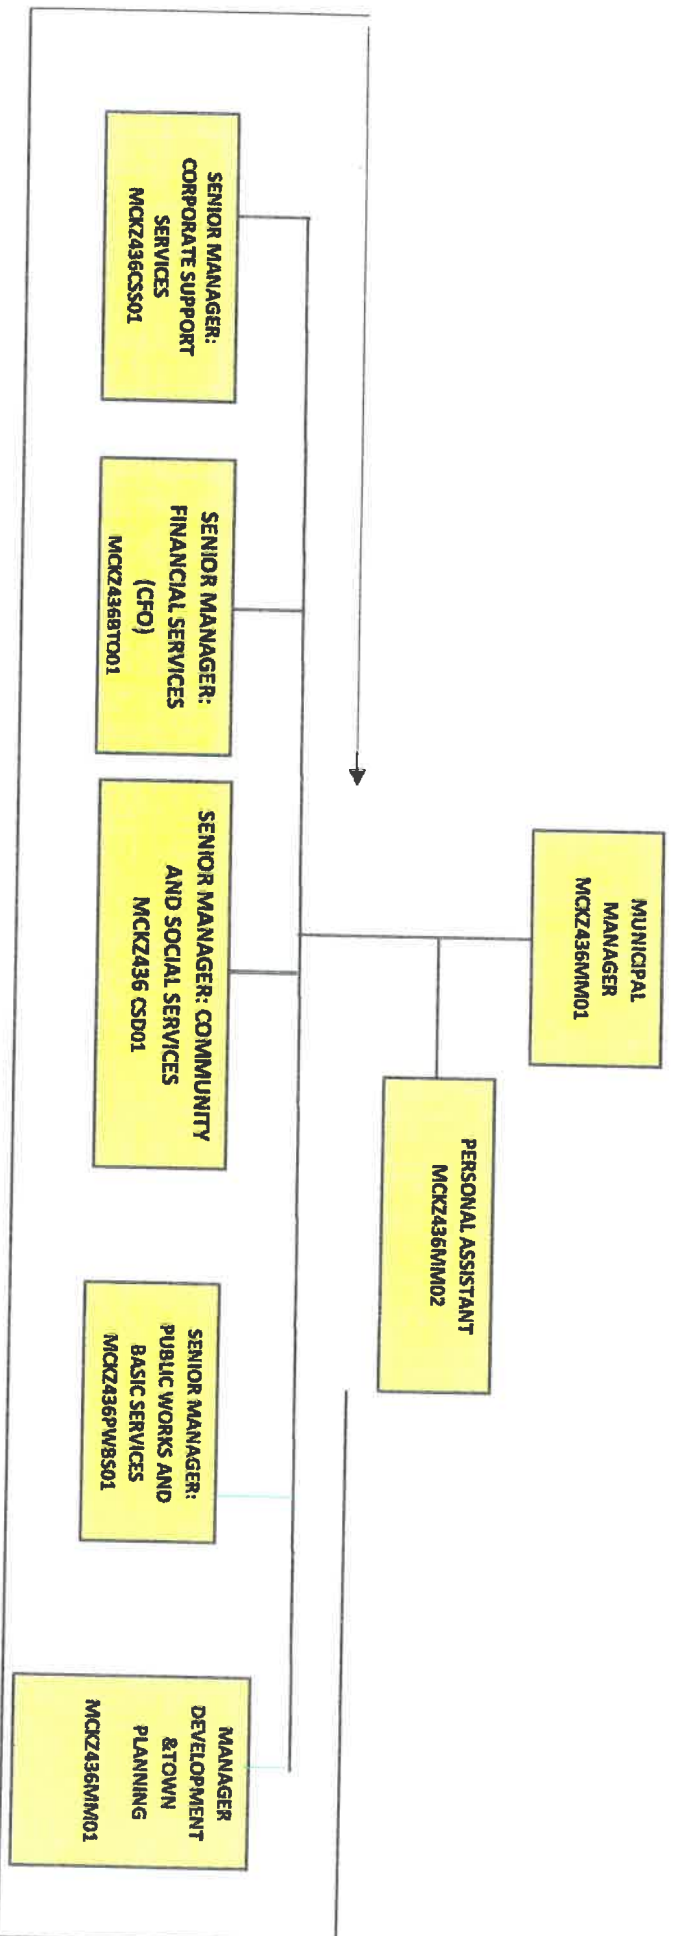 MUNICIPAL
MANAGER
MCKZ436MM01
PERSONAL ASSISTANT
MCKZ436MM02
SENIOR MANAGER:
CORPORATE SUPPORT
SERVICES
MCKZ436CSS01
SENIOR MANAGER:
FINANCIAL SERVICES
(CFO)
MCKZ436BTO01
SENIOR MANAGER: COMMUNITY
AND SOCIAL SERVICES
MCKZ436 CSD01
SENIOR MANAGER:
PUBLIC WORKS AND
BASIC SERVICES
MCKZ436PWBS01
MANAGER
DEVELOPMENT
&TOWN
PLANNING
MCKZ436MM01